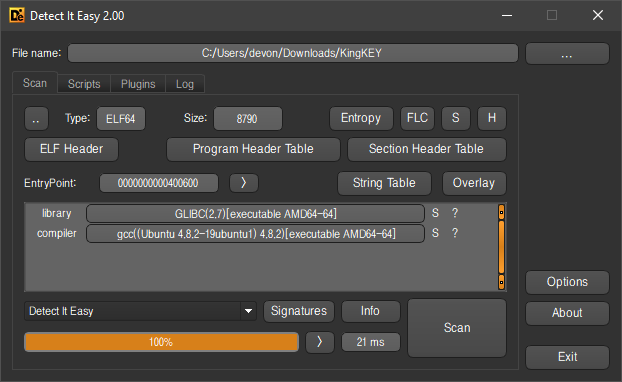 Detect It Easy 2.00
File name: C:/Users/devon/Downloads/KingKEY ...
Scan Scripts Plugins Log
.. Type: ELF64 Size: 8790 Entropy FLC S H
ELF Header Program Header Table Section Header Table
EntryPoint: 0000000000400600 > String Table Overlay
library GLIBC(2,7)[executable AMD64-64] S ?
compiler gcc((Ubuntu 4,8,2-19ubuntu1) 4,8,2)[executable AMD64-64] S ?
Options
Detect It Easy Signatures Info Scan About
100% > 21 ms
Exit